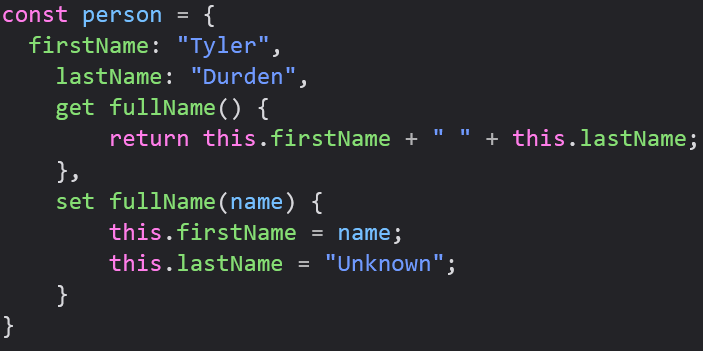 const person = {
  firstName: "Tyler",
    lastName: "Durden",
    get fullName() {
        return this.firstName + " " + this.lastName;
    },
    set fullName(name) {
        this.firstName = name;
        this.lastName = "Unknown";
    }
}